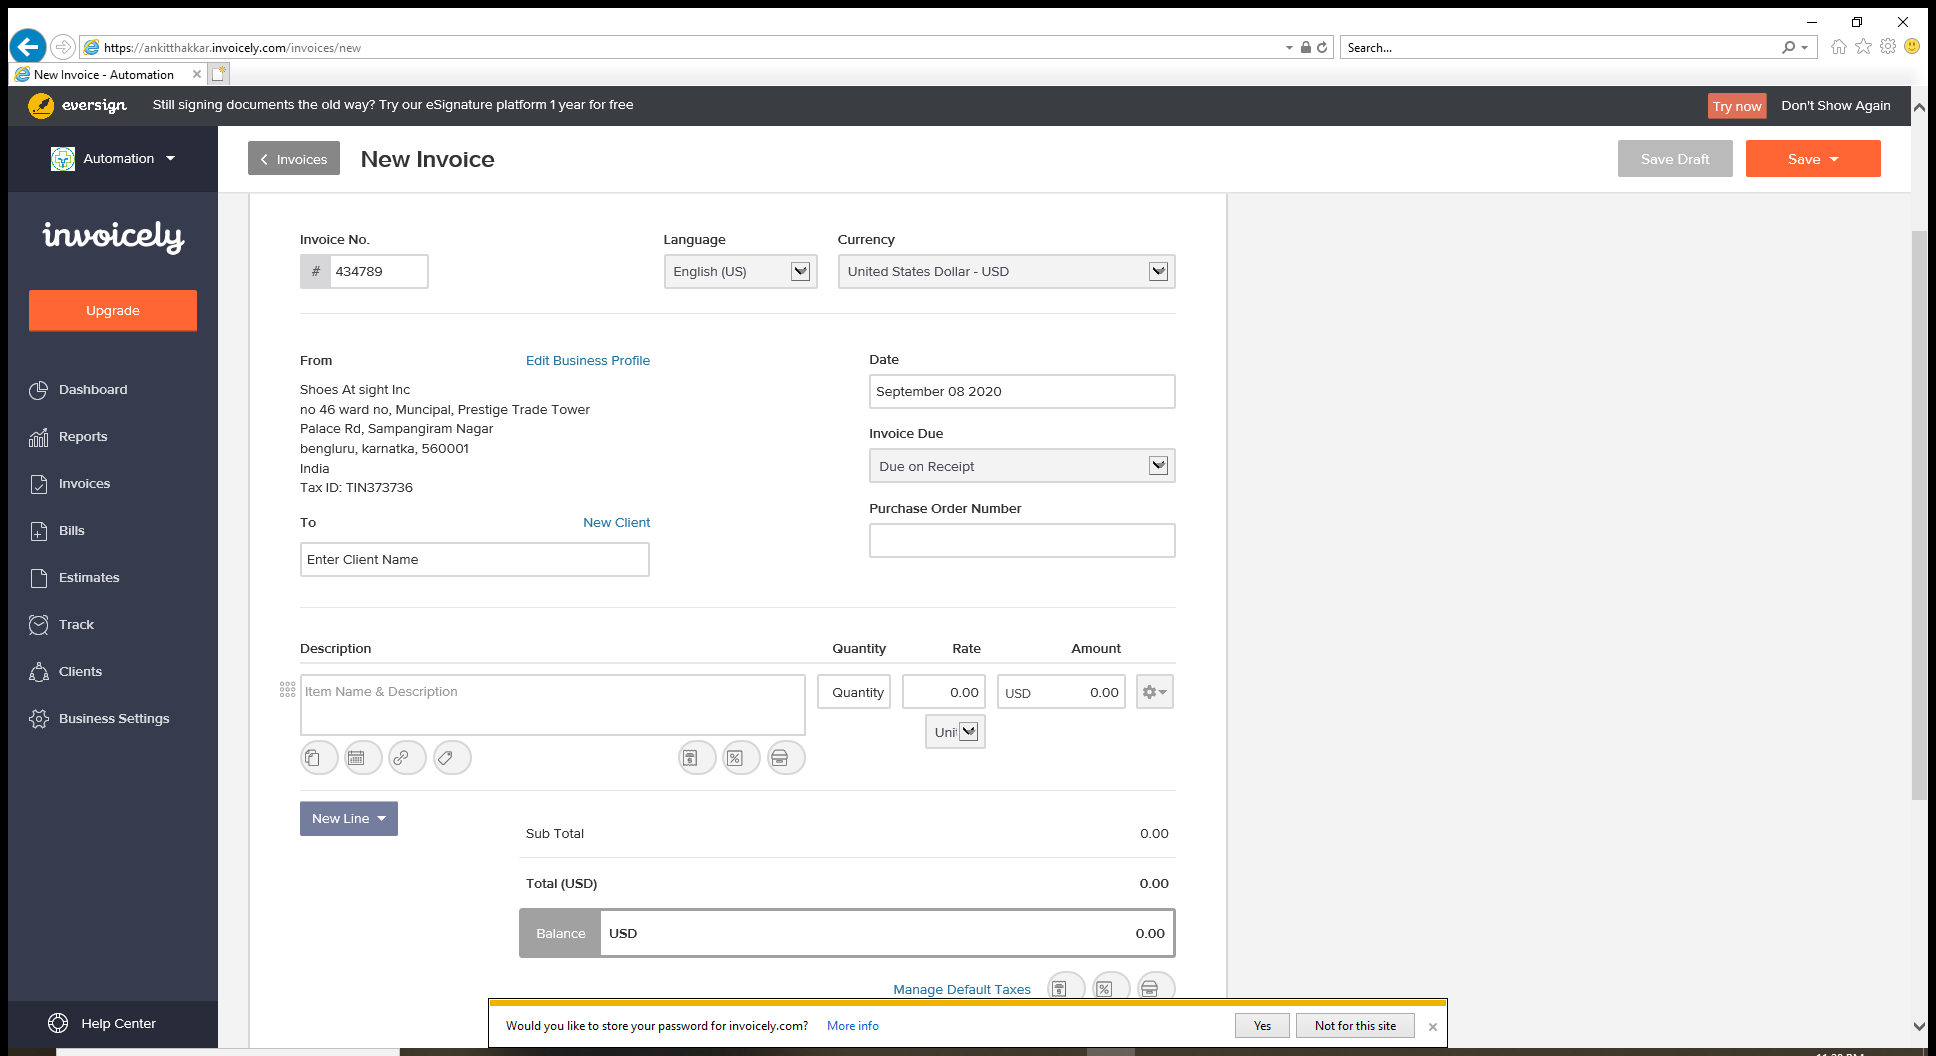 https://ankitthakkar.invoicely.com/invoices/new
Search...
New Invoice - Automation
eversign
Still signing documents the old way? Try our eSignature platform 1 year for free
Try now
Don't Show Again
Automation
Invoices
New Invoice
Save Draft
Save
invoicely
Upgrade
Dashboard
Reports
Invoices
Bills
Estimates
Track
Clients
Business Settings
Help Center
Invoice No.
Language
Currency
# 434789
English (US)
United States Dollar - USD
From
Edit Business Profile
Shoes At sight Inc
no 46 ward no, Muncipal, Prestige Trade Tower
Palace Rd, Sampangiram Nagar
bengluru, karnatka, 560001
India
Tax ID: TIN373736
To
New Client
Enter Client Name
Date
September 08 2020
Invoice Due
Due on Receipt
Purchase Order Number
Description Quantity Rate Amount
Item Name & Description
Quantity
0.00
USD 0.00
Uni
New Line
Sub Total 0.00
Total (USD) 0.00
Balance USD 0.00
Manage Default Taxes
Would you like to store your password for invoicely.com? More info
Yes
Not for this site